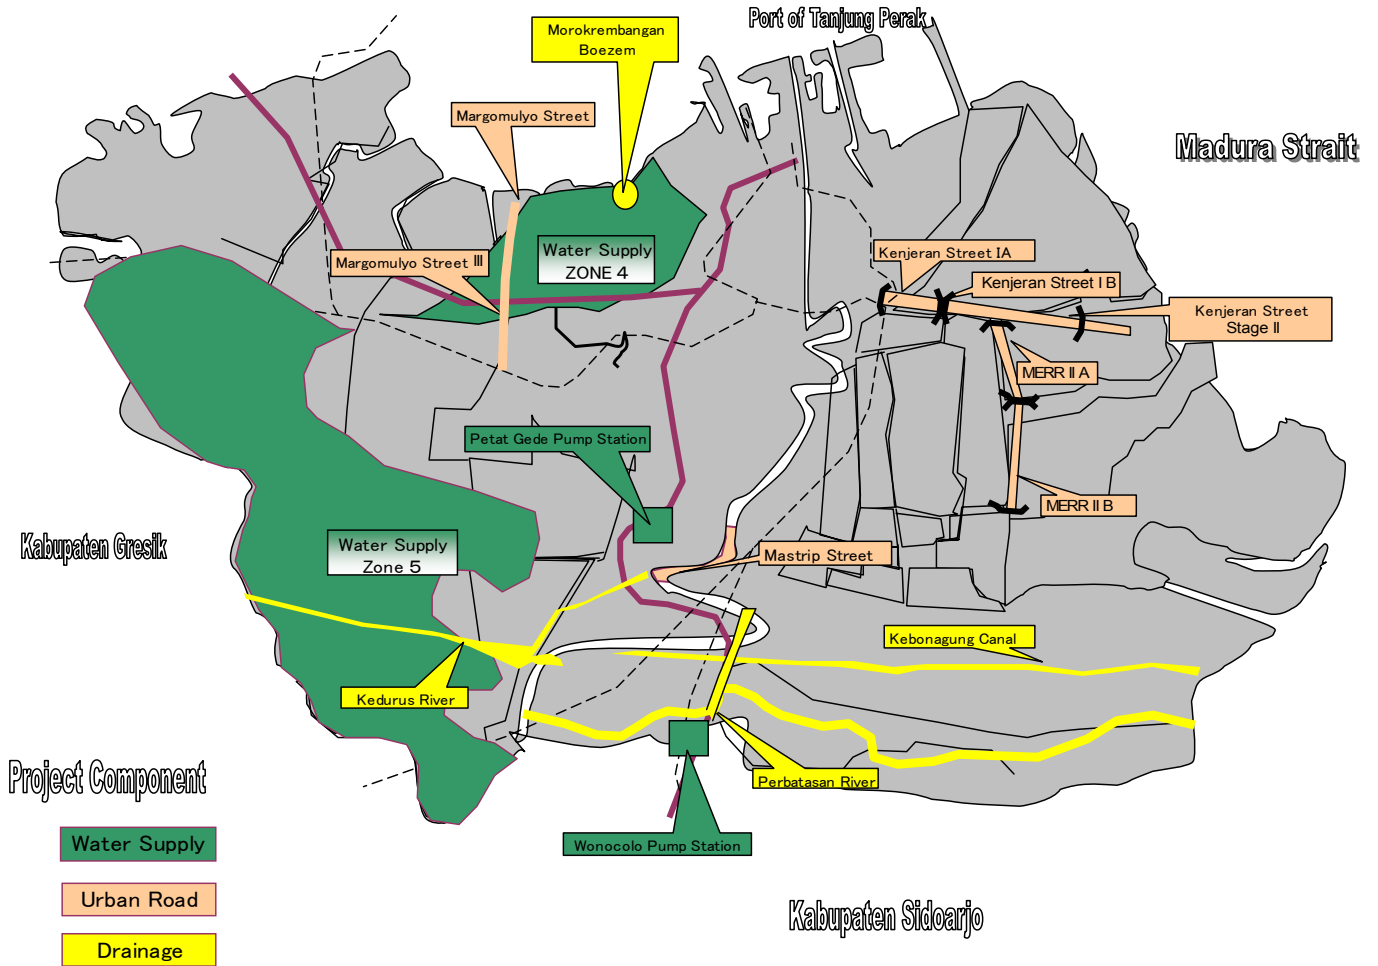 Port of Tanjung Perak
Morokrembangan
Boezem
Margomulyo Street
Madura Strait
Water Supply
ZONE 4
Margomulyo Street III
Kenjeran Street IA
Kenjeran Street I B
Kenjeran Street
Stage II
MERR II A
Petat Gede Pump Station
MERR II B
Kabupaten Gresik
Water Supply
Zone 5
Mastrip Street
Kebonagung Canal
Kedurus River
Perbatasan River
Project Component
Water Supply
Wonocolo Pump Station
Urban Road
Kabupaten Sidoarjo
Drainage